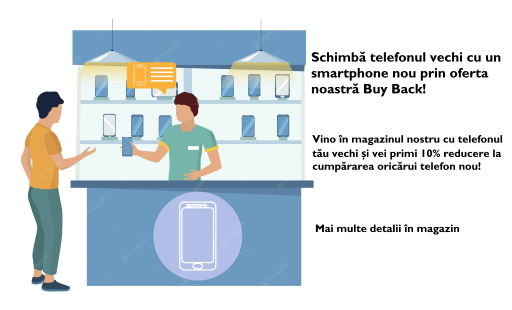 Schimbă telefonul vechi cu un
smartphone nou prin oferta
noastră Buy Back!
Vino în magazinul nostru cu telefonul
tău vechi și vei primi 10% reducere la
cumpărarea oricărui telefon nou!
Mai multe detalii în magazin